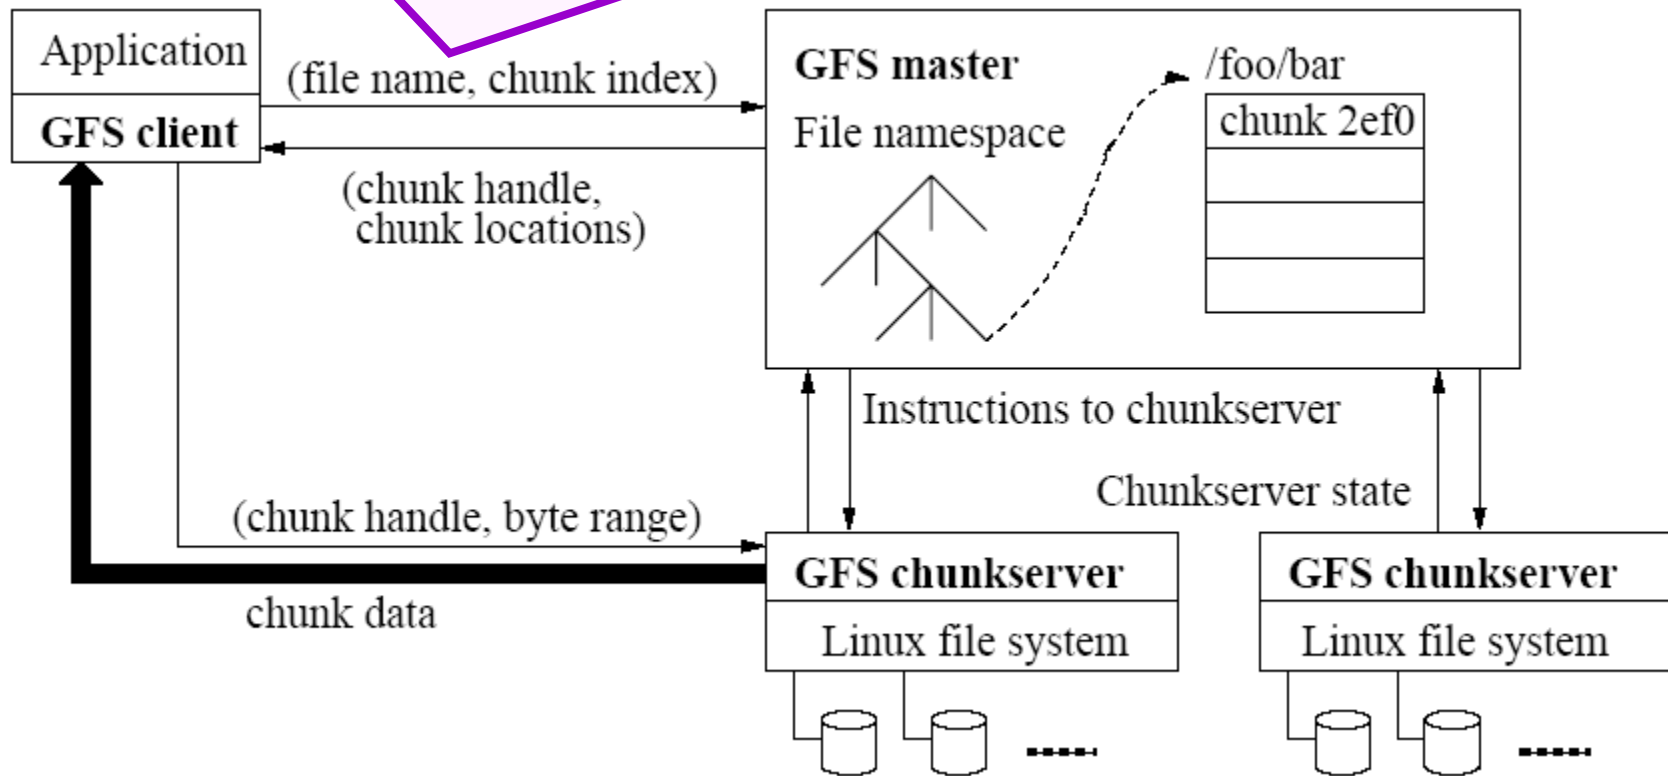 Application
GFS client
(file name, chunk index)
(chunk handle,
chunk locations)
GFS master
File namespace
/foo/bar
chunk 2ef0
Instructions to chunkserver
Chunkserver state
(chunk handle, byte range)
chunk data
GFS chunkserver
Linux file system
GFS chunkserver
Linux file system